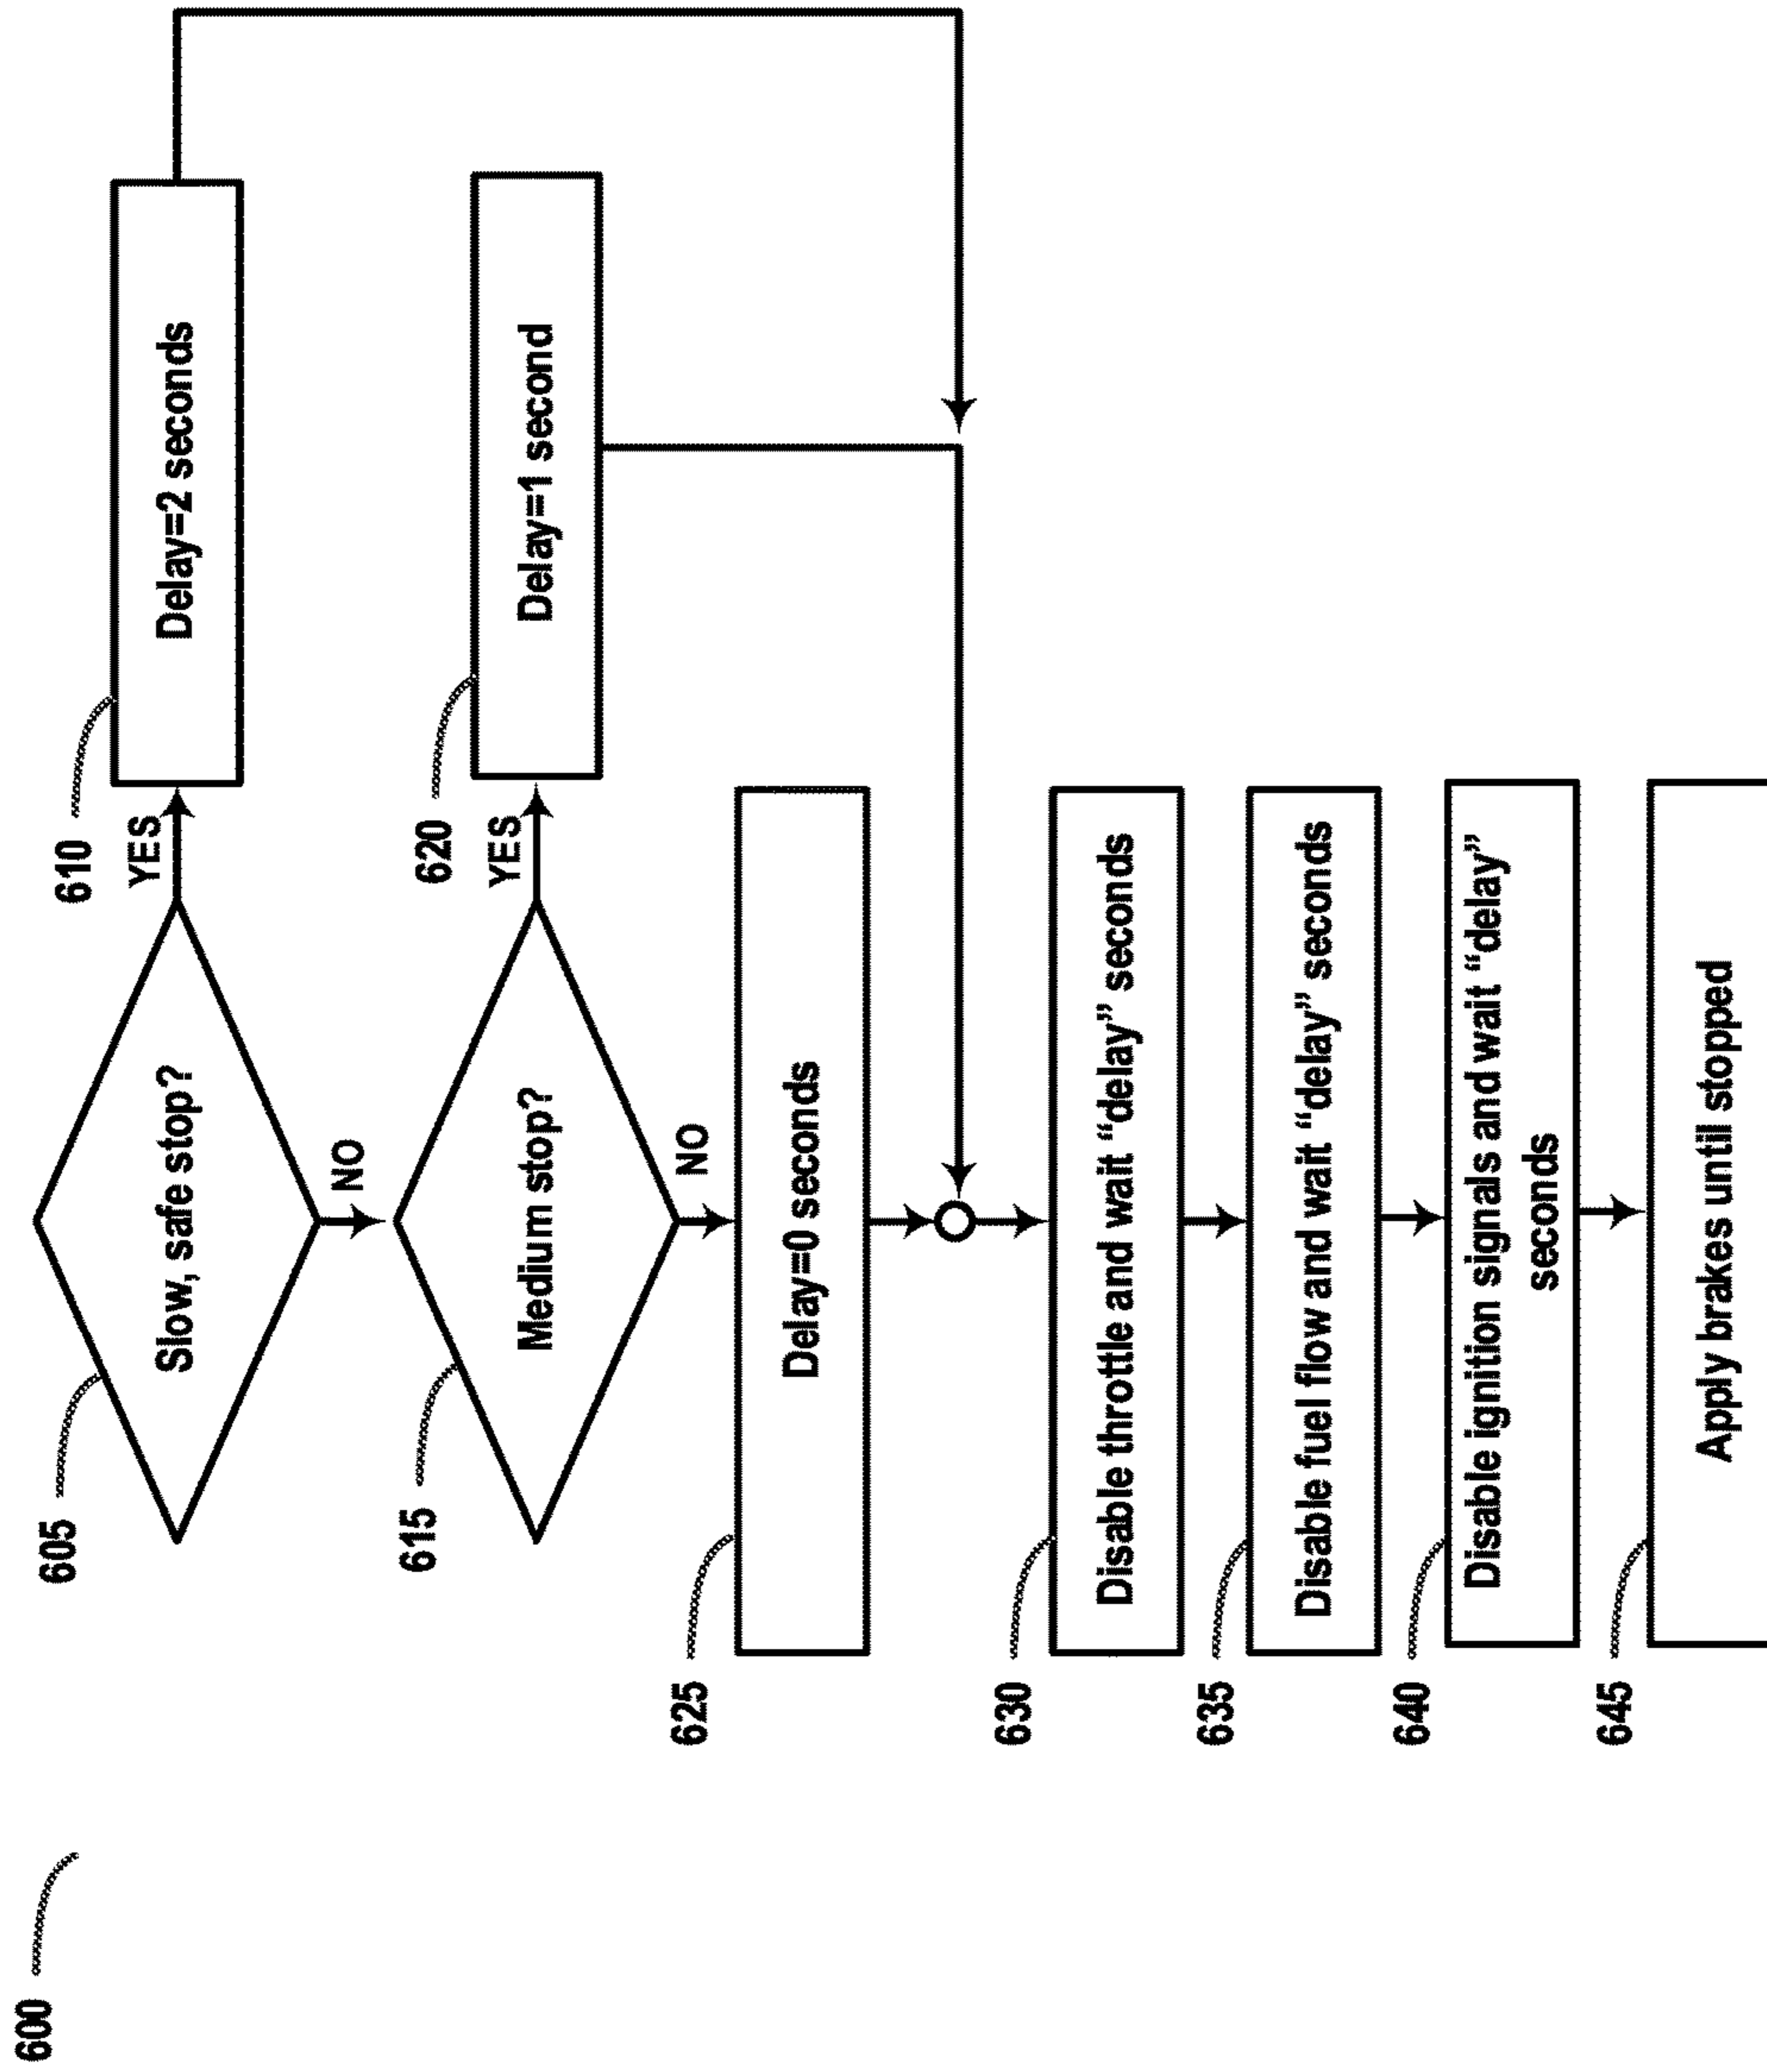 600
605
Slow, safe stop?
YES
610
Delay=2 seconds
NO
615
Medium stop?
YES
620
Delay=1 second
NO
625
Delay=0 seconds
630
Disable throttle and wait “delay” seconds
635
Disable fuel flow and wait “delay” seconds
640
Disable ignition signals and wait “delay”
seconds
645
Apply brakes until stopped